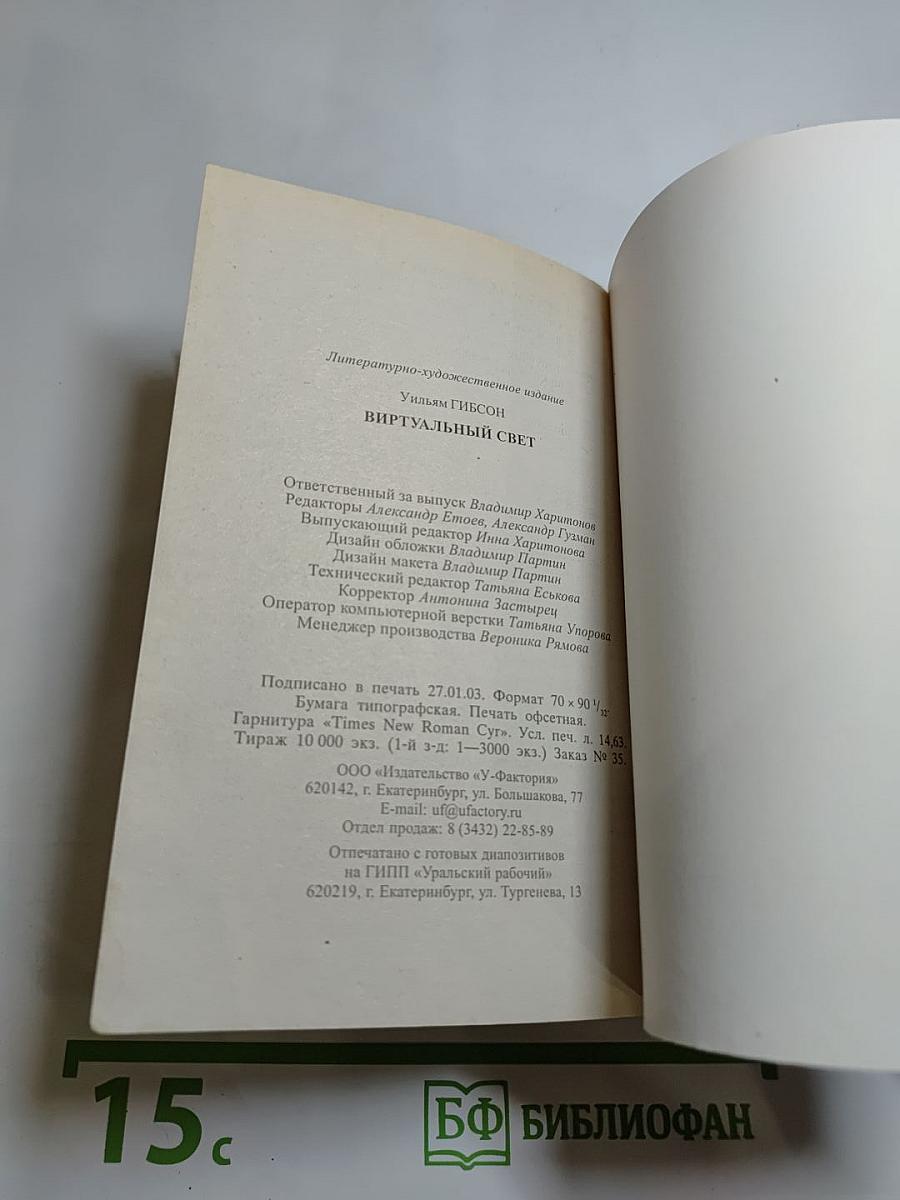 Литературно-художественное издание
Уильям ГИБСОН
ВИРТУАЛЬНЫЙ СВЕТ
Ответственный за выпуск Владимир Харитонов
Редакторы Александр Етоев, Александр Гузман
Выпускающий редактор Инна Харитонова
Дизайн обложки Владимир Партин
Дизайн макета Владимир Партин
Технический редактор Татьяна Еськова
Корректор Антонина Застырец
Оператор компьютерной верстки Татьяна Упорова
Менеджер производства Вероника Рямова
Подписано в печать 27.01.03. Формат 70 × 90 1/32.
Бумага типографская. Печать офсетная.
Гарнитура «Times New Roman Cyr». Усл. печ. л. 14,63.
Тираж 10 000 экз. (1-й з-д: 1—3000 экз.) Заказ № 35.
ООО «Издательство «У-Фактория»
620142, г. Екатеринбург, ул. Большакова, 77
E-mail: uf@ufactory.ru
Отдел продаж: 8 (3432) 22-85-89
Отпечатано с готовых диапозитивов
на ГИПП «Уральский рабочий»
620219, г. Екатеринбург, ул. Тургенева, 13
15 с
БФ БИБЛИОФАН